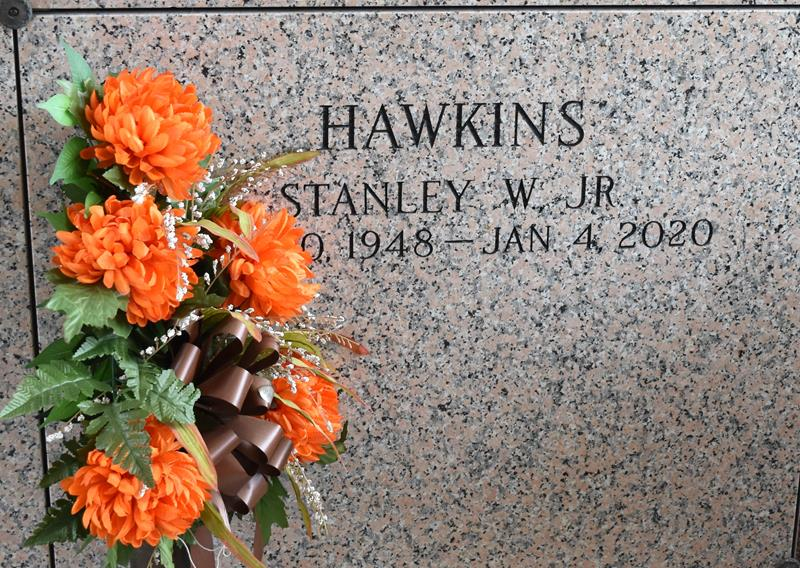 HAWKINS
STANLEY W. JR
1948 — JAN 4, 2020